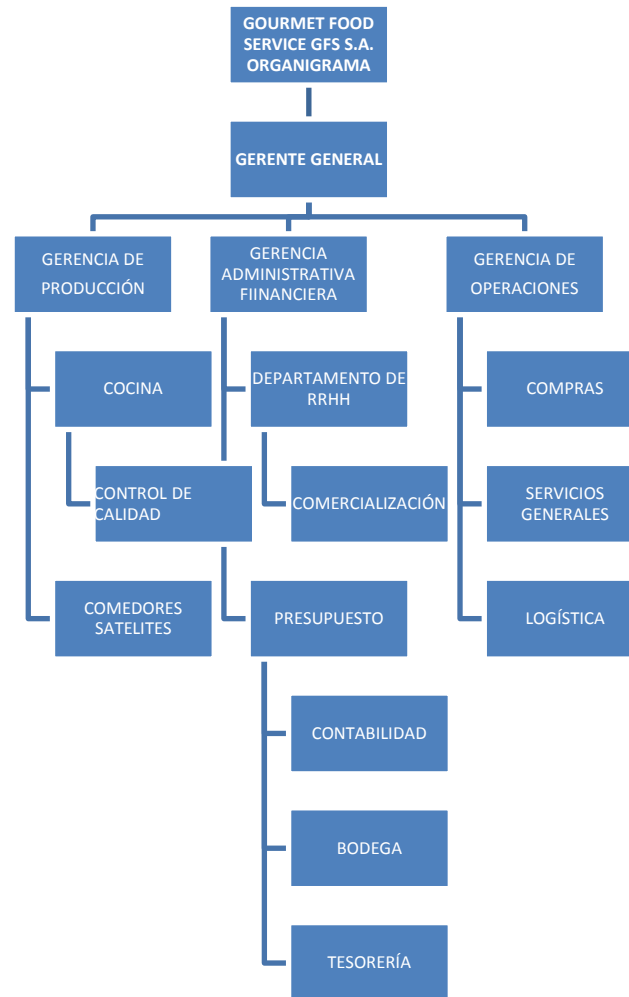 GOURMET FOOD
SERVICE GFS S.A.
ORGANIGRAMA
GERENTE GENERAL
GERENCIA DE
PRODUCCIÓN
GERENCIA
ADMINISTRATIVA
FIINANCIERA
GERENCIA DE
OPERACIONES
COCINA
DEPARTAMENTO DE
RRHH
COMPRAS
CONTROL DE
CALIDAD
COMERCIALIZACIÓN
SERVICIOS
GENERALES
COMEDORES
SATELITES
PRESUPUESTO
LOGÍSTICA
CONTABILIDAD
BODEGA
TESORERÍA